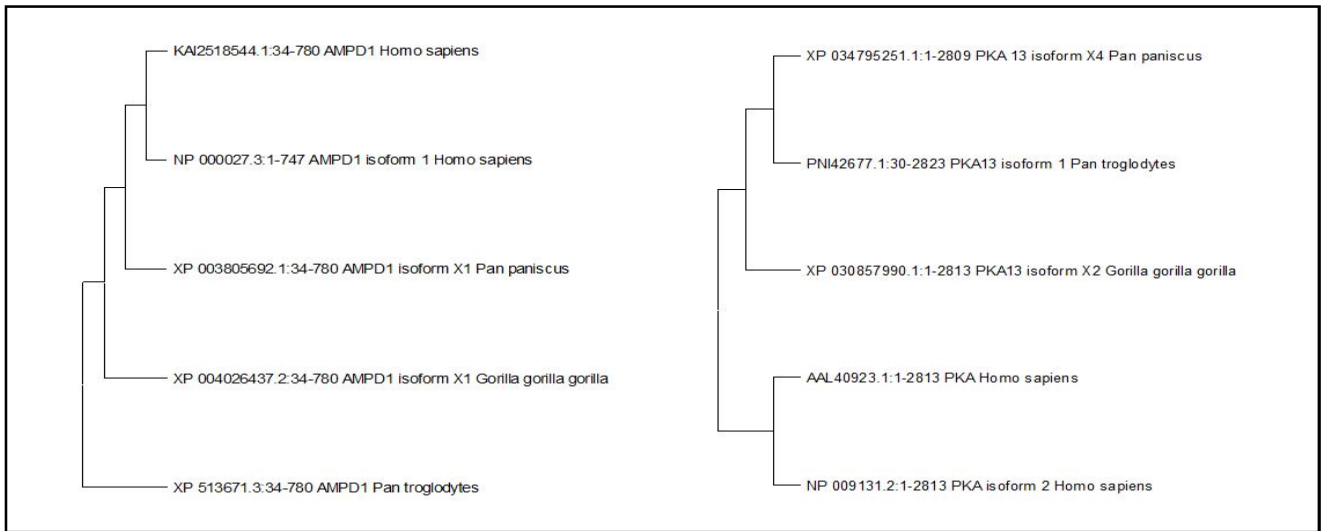 KAI2518544.1:34-780 AMPD1 Homo sapiens
NP 000027.3:1-747 AMPD1 isoform 1 Homo sapiens
XP 003805692.1:34-780 AMPD1 isoform X1 Pan paniscus
XP 004026437.2:34-780 AMPD1 isoform X1 Gorilla gorilla gorilla
XP 513671.3:34-780 AMPD1 Pan troglodytes
XP 034795251.1:1-2809 PKA 13 isoform X4 Pan paniscus
PNI42677.1:30-2823 PKA13 isoform 1 Pan troglodytes
XP 030857990.1:1-2813 PKA13 isoform X2 Gorilla gorilla gorilla
AAL40923.1:1-2813 PKA Homo sapiens
NP 009131.2:1-2813 PKA isoform 2 Homo sapiens